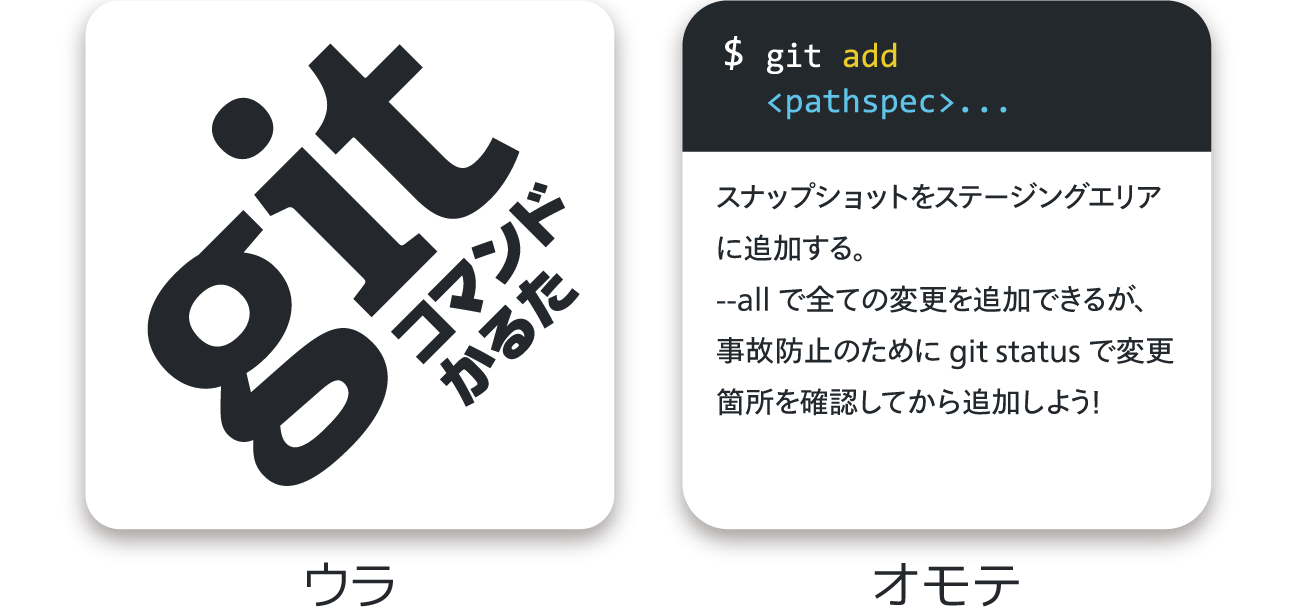 git
コマンド
かるた
ウラ
$ git add
<pathspec>...
スナップショットをステージングエリア
に追加する。
--all で全ての変更を追加できるが、
事故防止のために git status で変更
箇所を確認してから追加しよう!
オモテ